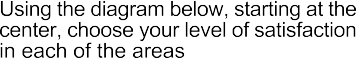 Using the diagram below, starting at the
center, choose your level of satisfaction
in each of the areas